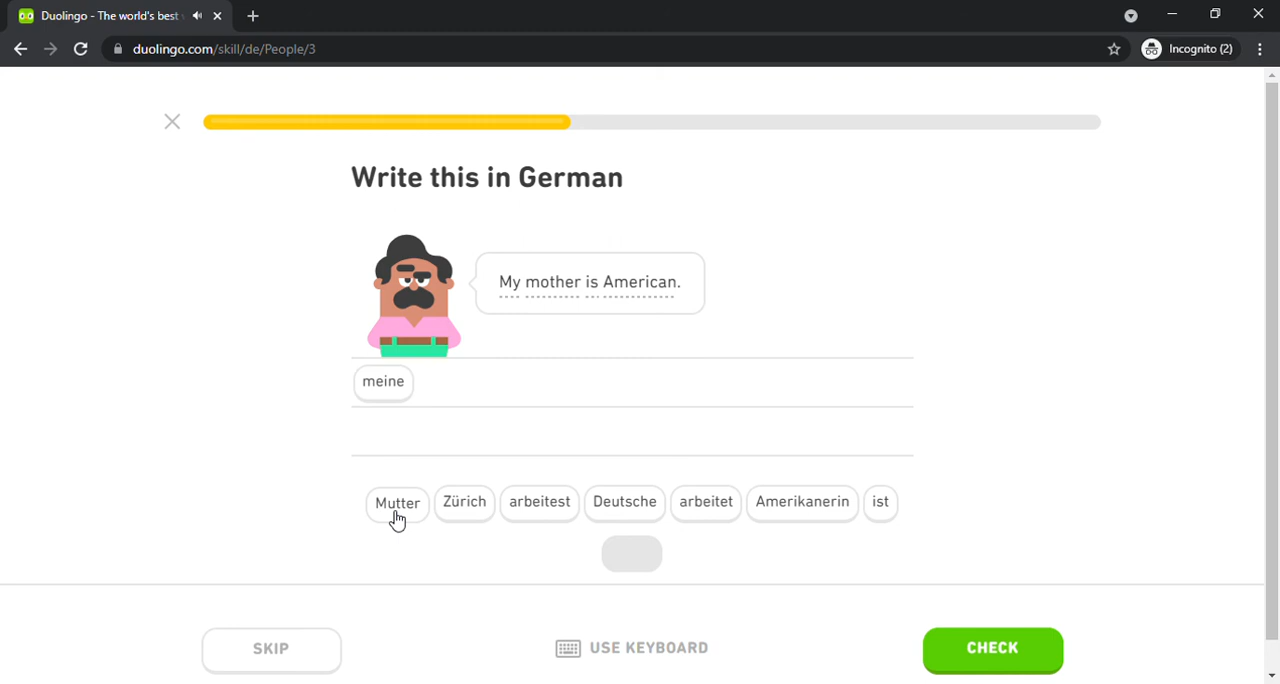 Duolingo - The world's best
duolingo.com/skill/de/People/3
Incognito (2)
Write this in German
My mother is American.
meine
Mutter Zürich arbeitest Deutsche arbeitet Amerikanerin ist
SKIP
USE KEYBOARD
CHECK